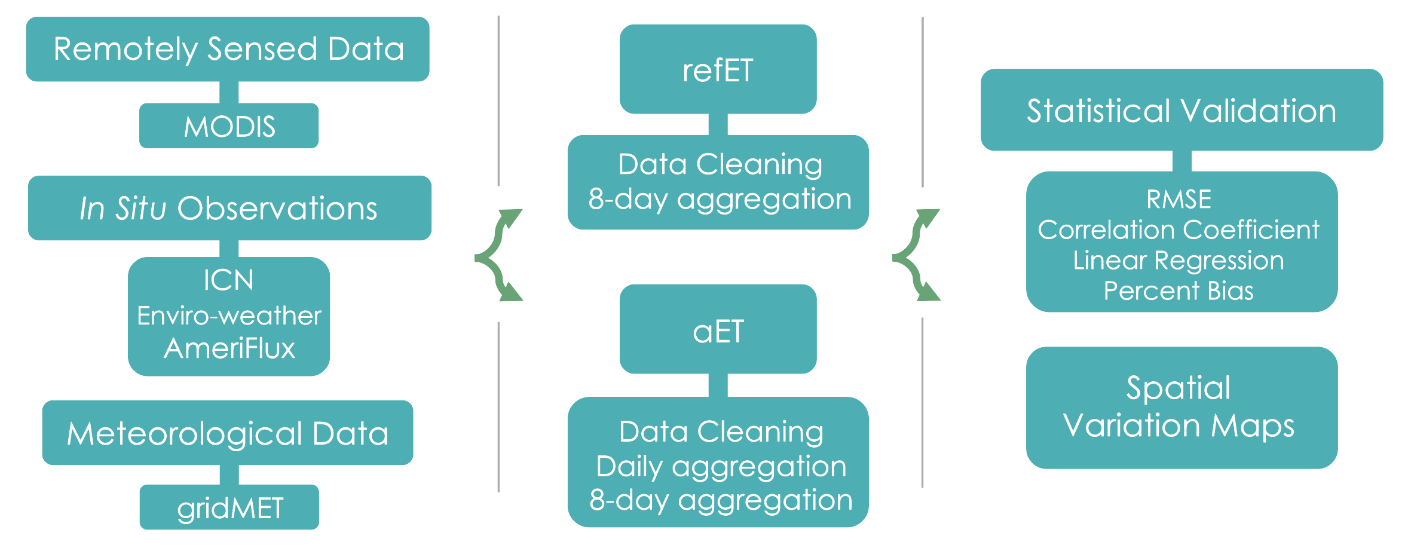 Remotely Sensed Data
MODIS
In Situ Observations
ICN
Enviro-weather
AmeriFlux
Meteorological Data
gridMET
refET
Data Cleaning
8-day aggregation
aET
Data Cleaning
Daily aggregation
8-day aggregation
Statistical Validation
RMSE
Correlation Coefficient
Linear Regression
Percent Bias
Spatial
Variation Maps